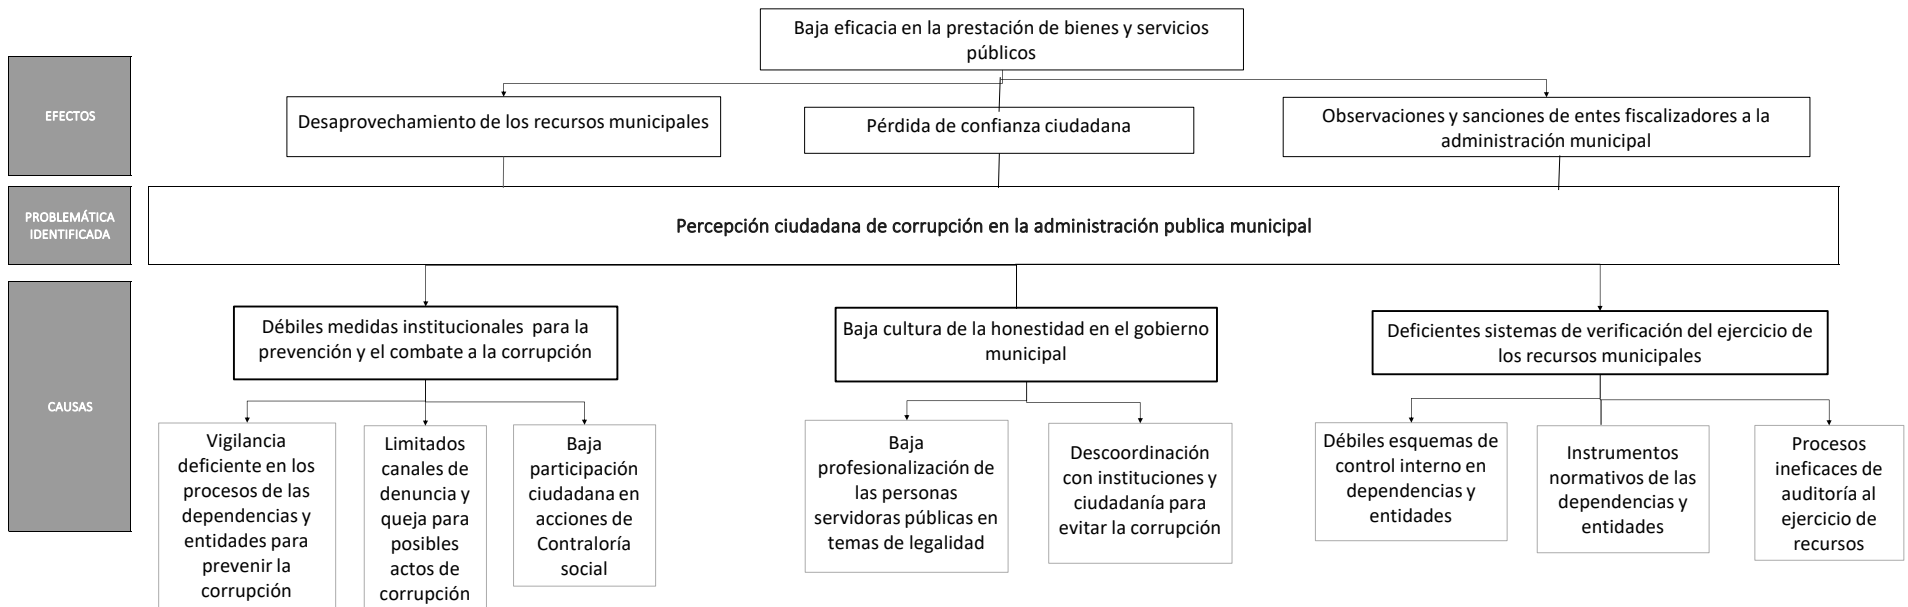 Baja eficacia en la prestación de bienes y servicios
públicos
EFECTOS
Desaprovechamiento de los recursos municipales
Pérdida de confianza ciudadana
Observaciones y sanciones de entes fiscalizadores a la
administración municipal
PROBLEMÁTICA
IDENTIFICADA
Percepción ciudadana de corrupción en la administración publica municipal
CAUSAS
Débiles medidas institucionales para la
prevención y el combate a la corrupción
Baja cultura de la honestidad en el gobierno
municipal
Deficientes sistemas de verificación del ejercicio de
los recursos municipales
Vigilancia
deficiente en los
procesos de las
dependencias y
entidades para
prevenir la
corrupción
Limitados
canales de
denuncia y
queja para
posibles
actos de
corrupción
Baja
participación
ciudadana en
acciones de
Contraloría
social
Baja
profesionalización de
las personas
servidoras públicas en
temas de legalidad
Descoordinación
con instituciones y
ciudadanía para
evitar la corrupción
Débiles esquemas de
control interno en
dependencias y
entidades
Instrumentos
normativos de las
dependencias y
entidades
Procesos
ineficaces de
auditoría al
ejercicio de
recursos